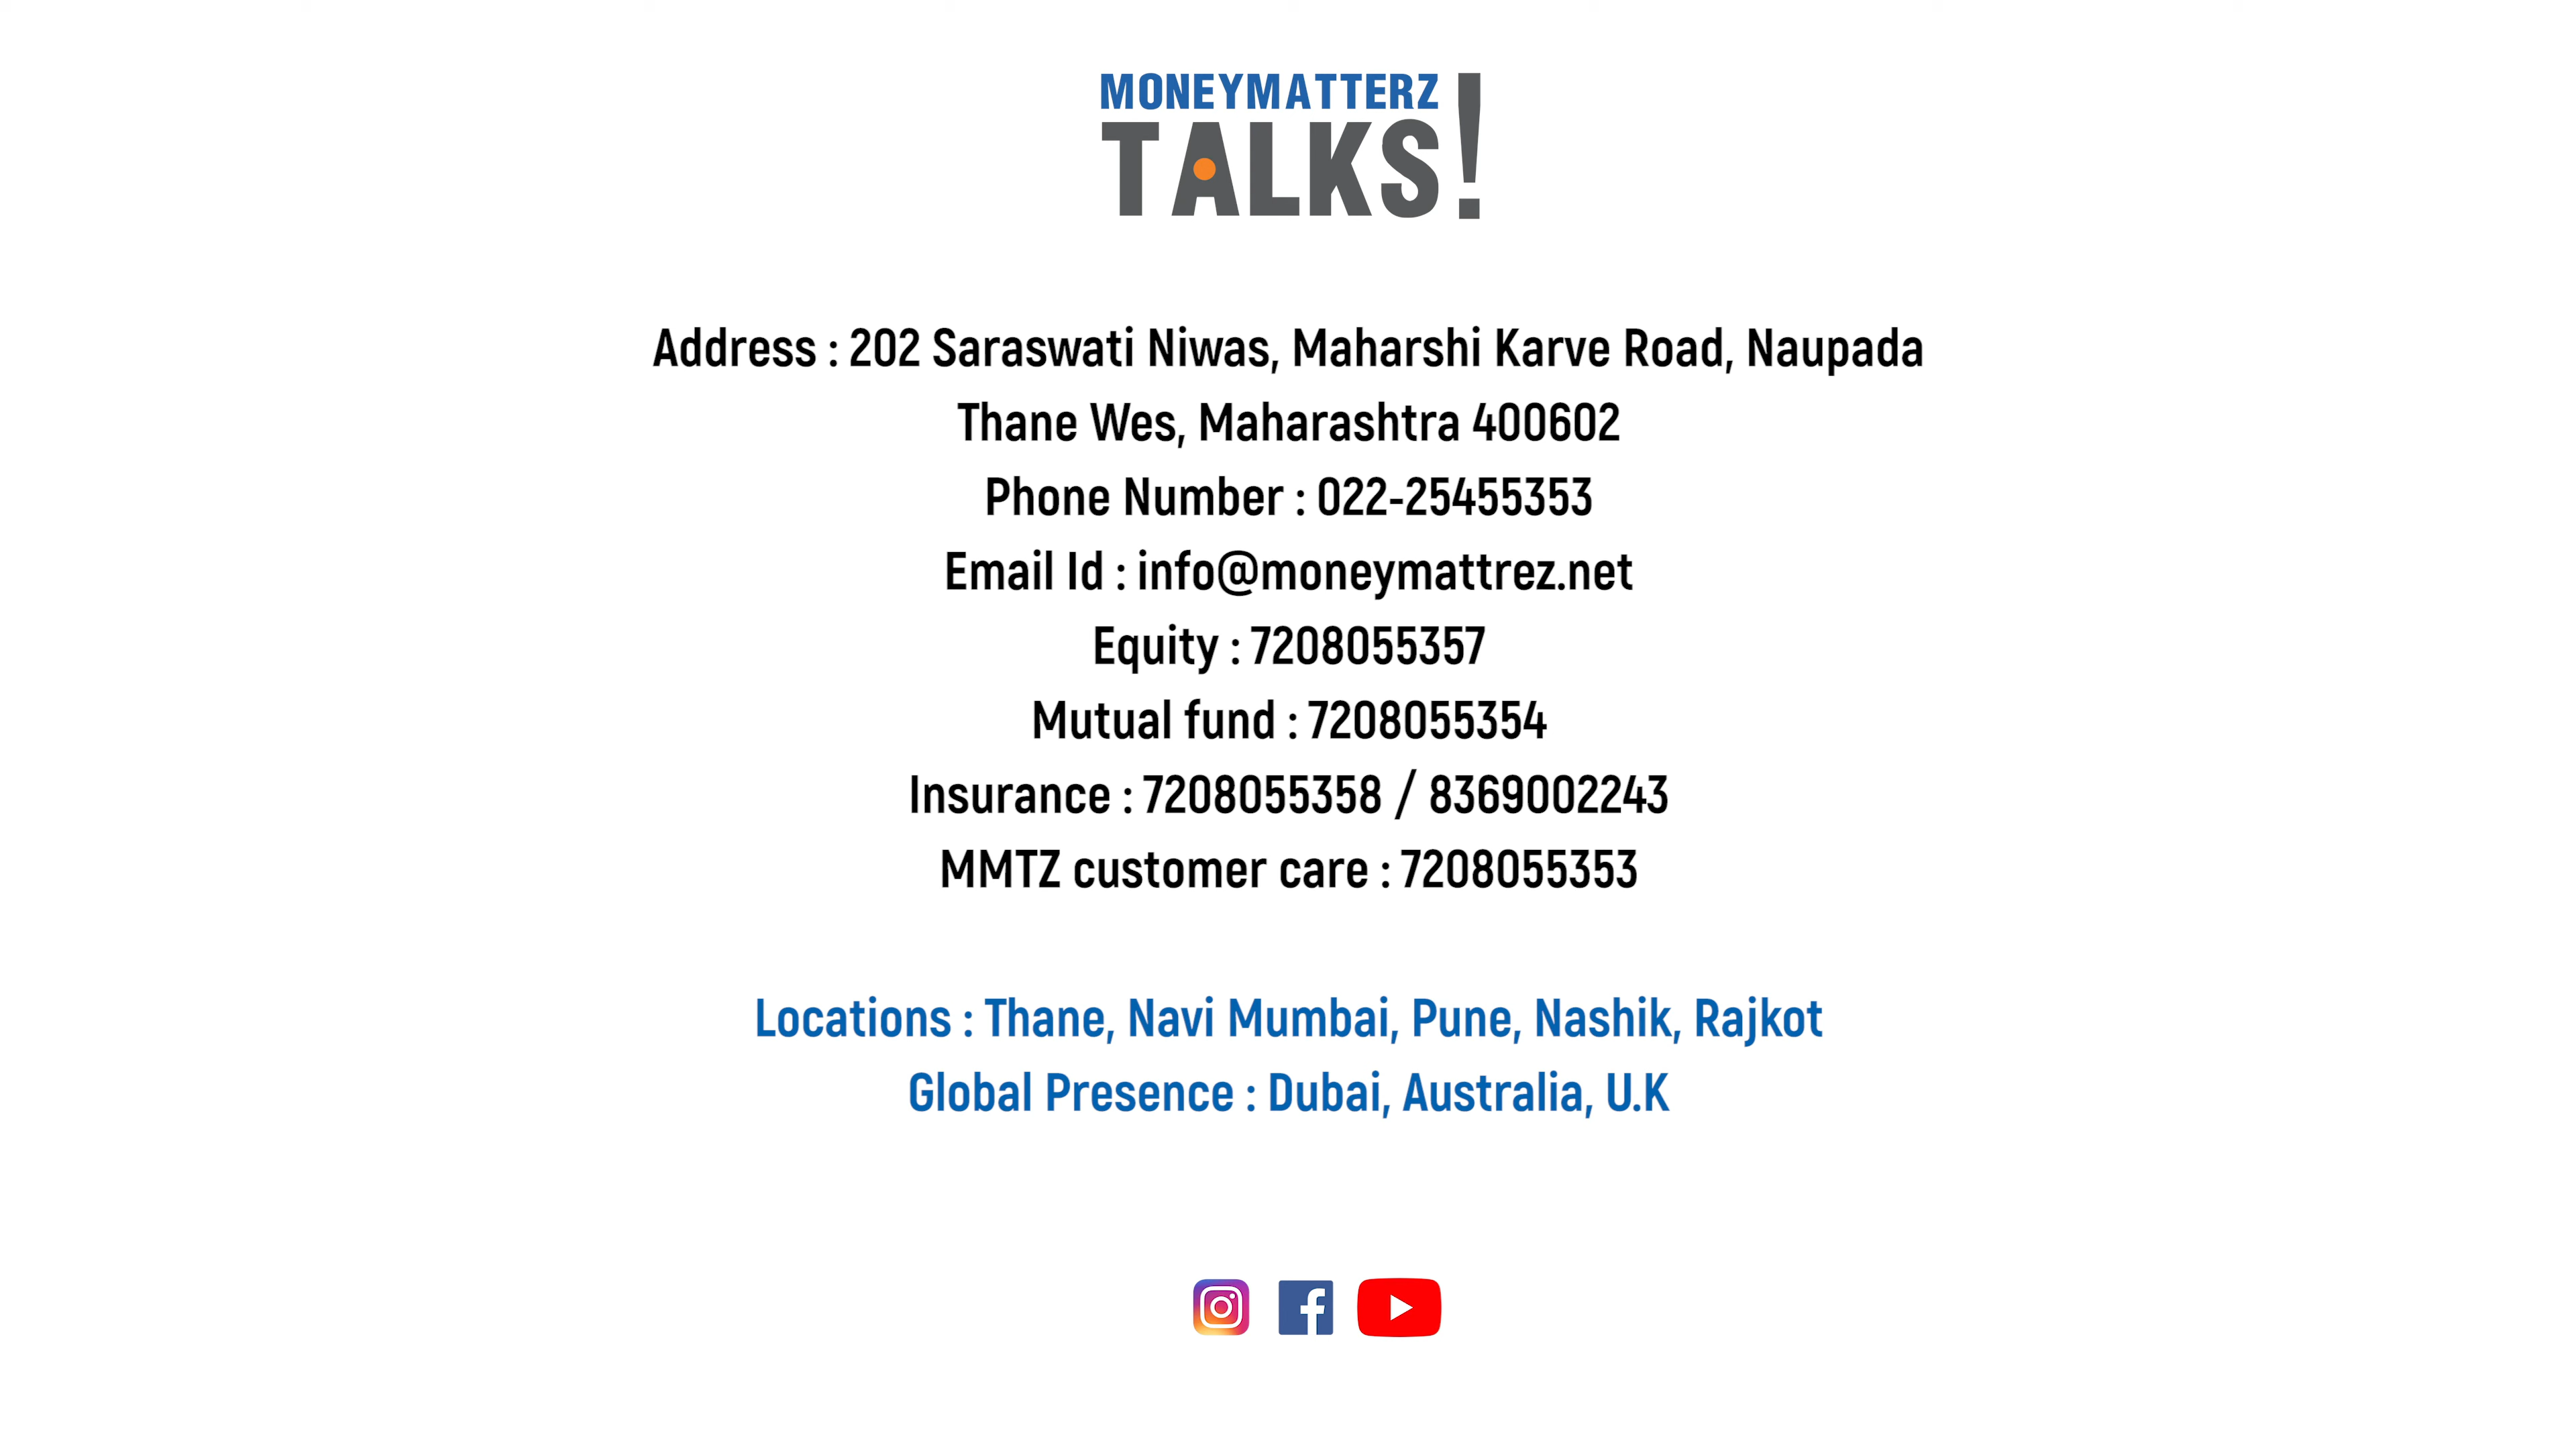 MONEYMATTERZ
TALKS!
Address : 202 Saraswati Niwas, Maharshi Karve Road, Naupada
Thane Wes, Maharashtra 400602
Phone Number : 022-25455353
Email Id : info@moneymattrez.net
Equity : 7208055357
Mutual fund : 7208055354
Insurance : 7208055358 / 8369002243
MMTZ customer care : 7208055353
Locations : Thane, Navi Mumbai, Pune, Nashik, Rajkot
Global Presence : Dubai, Australia, U.K